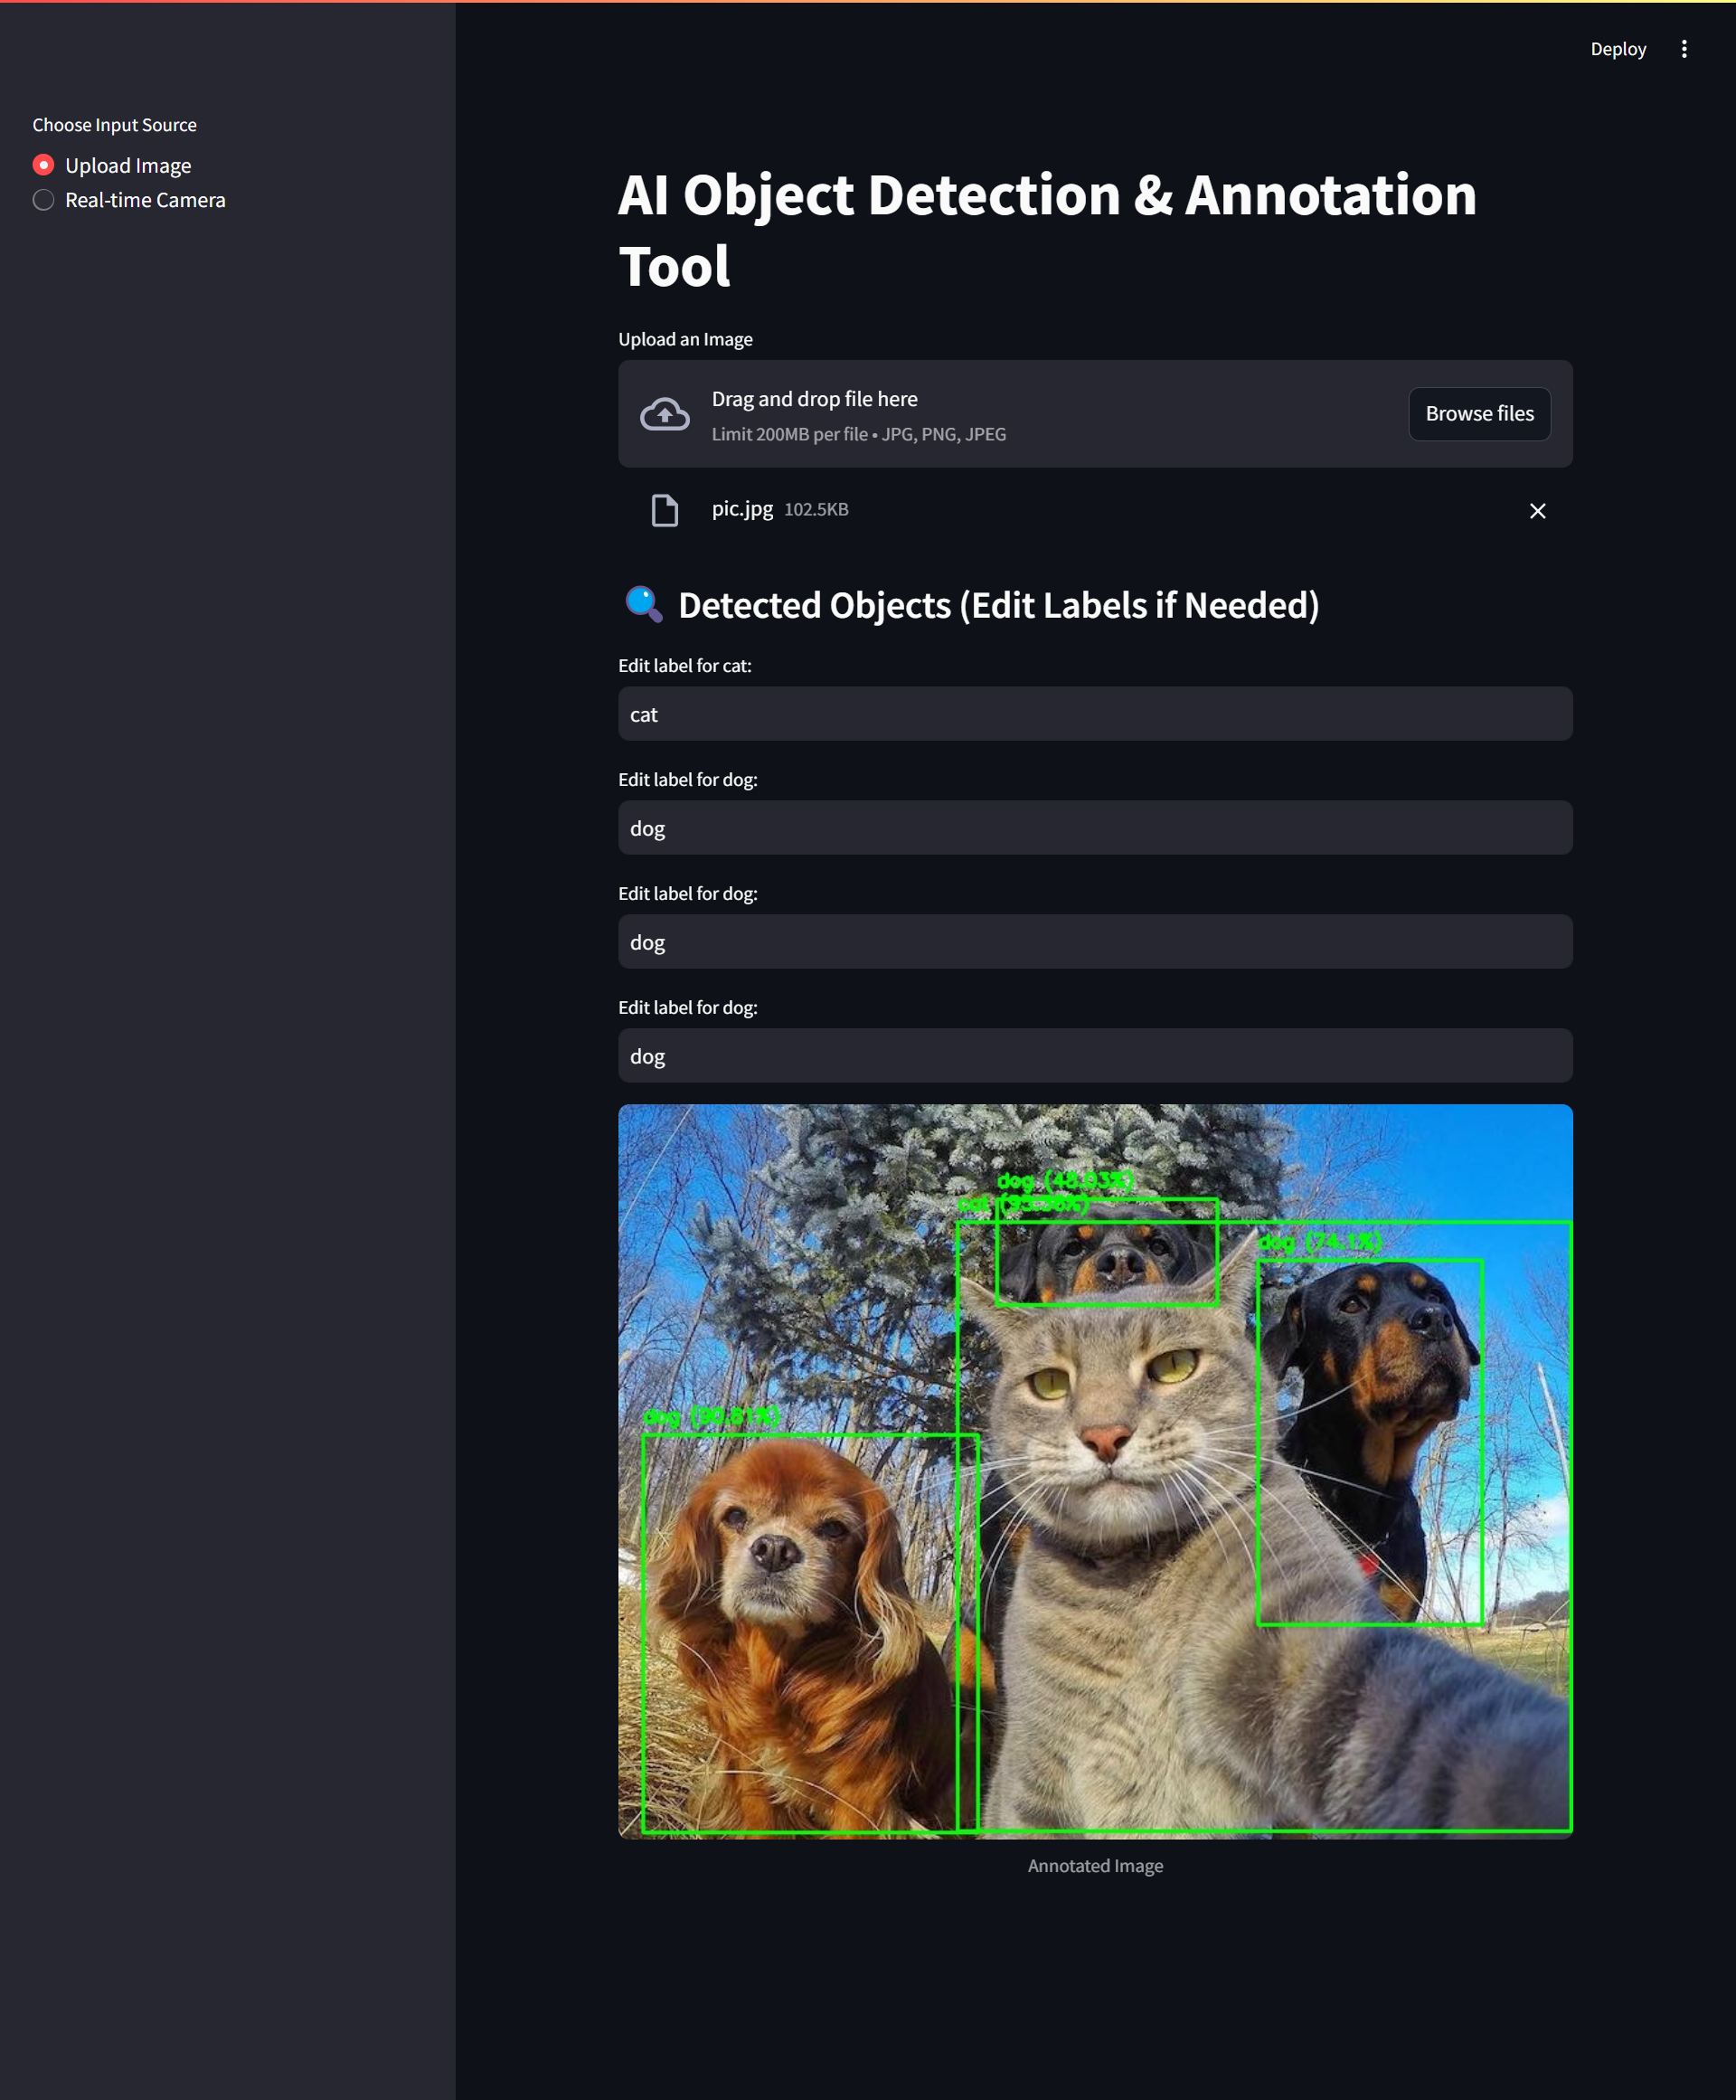 Deploy
Choose Input Source
Upload Image
Real-time Camera
AI Object Detection & Annotation
Tool
Upload an Image
Drag and drop file here
Limit 200MB per file • JPG, PNG, JPEG
Browse files
pic.jpg 102.5KB
🔍 Detected Objects (Edit Labels if Needed)
Edit label for cat:
cat
Edit label for dog:
dog
Edit label for dog:
dog
Edit label for dog:
dog
dog (48.03%)
cat
dog (74.1%)
dog (90.81%)
Annotated Image